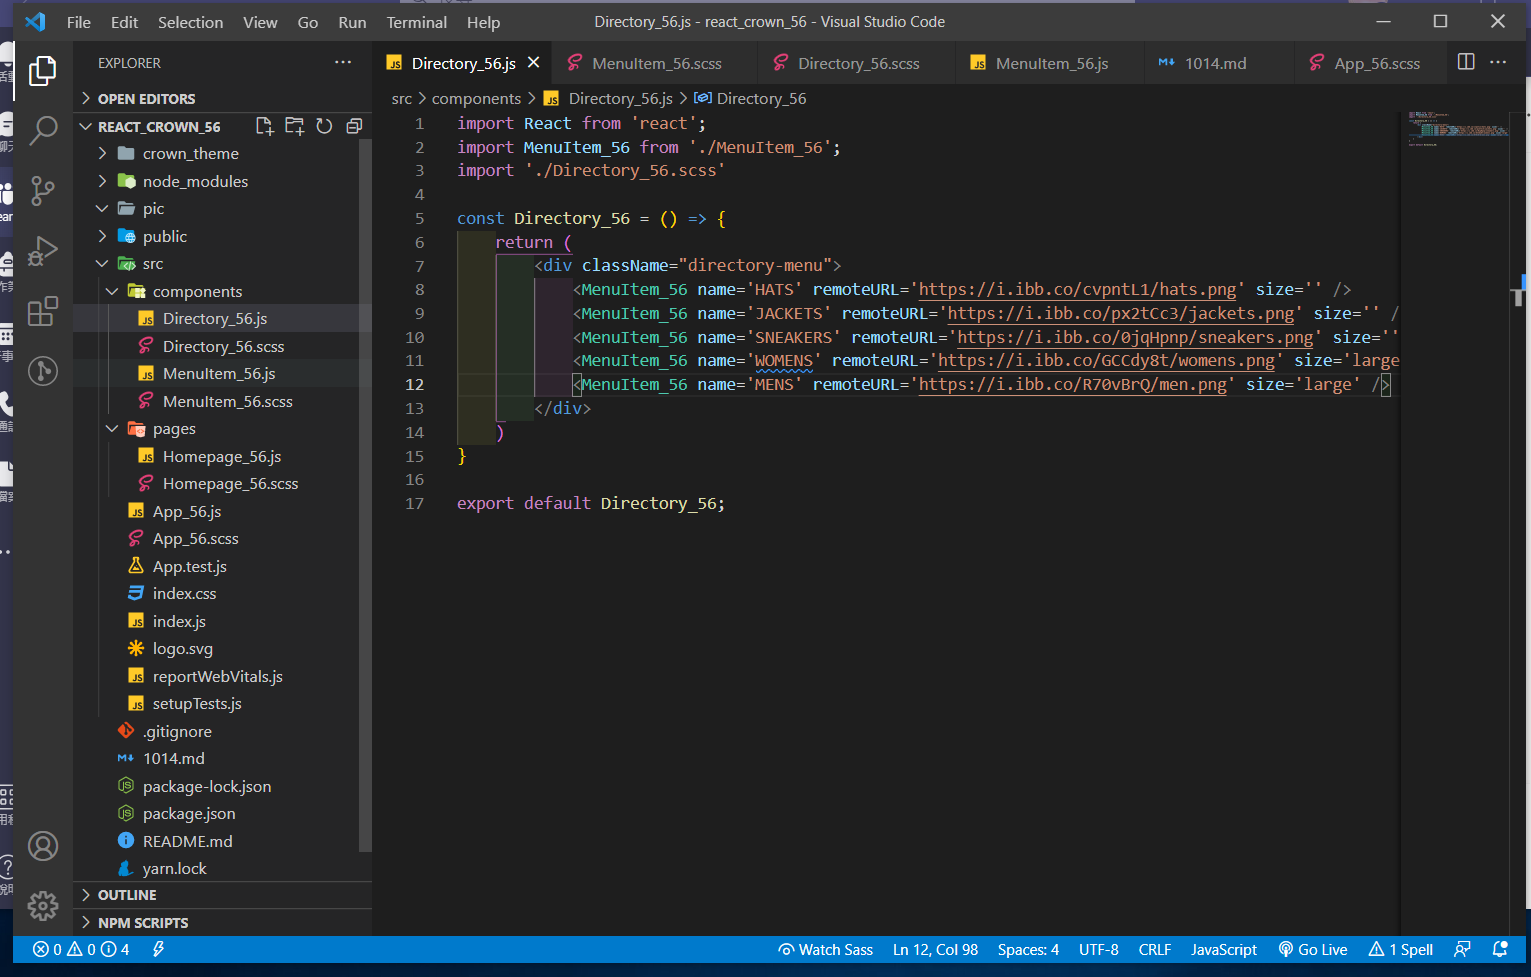 File Edit Selection View Go Run Terminal Help
Directory_56.js - react_crown_56 - Visual Studio Code
EXPLORER
OPEN EDITORS
REACT_CROWN_56
crown_theme
node_modules
pic
public
src
components
Directory_56.js
Directory_56.scss
MenuItem_56.js
MenuItem_56.scss
pages
Homepage_56.js
Homepage_56.scss
App_56.js
App_56.scss
App.test.js
index.css
index.js
logo.svg
reportWebVitals.js
setupTests.js
.gitignore
1014.md
package-lock.json
package.json
README.md
yarn.lock
OUTLINE
NPM SCRIPTS
Directory_56.js MenuItem_56.scss Directory_56.scss MenuItem_56.js 1014.md App_56.scss
src > components > Directory_56.js > Directory_56
1 import React from 'react';
2 import MenuItem_56 from './MenuItem_56';
3 import './Directory_56.scss'
4
5 const Directory_56 = () => {
6 return (
7 <div className="directory-menu">
8 <MenuItem_56 name='HATS' remoteURL='https://i.ibb.co/cvpntL1/hats.png' size='' />
9 <MenuItem_56 name='JACKETS' remoteURL='https://i.ibb.co/px2tCc3/jackets.png' size='' /
10 <MenuItem_56 name='SNEAKERS' remoteURL='https://i.ibb.co/0jqHpnp/sneakers.png' size=''
11 <MenuItem_56 name='WOMENS' remoteURL='https://i.ibb.co/GCCdy8t/womens.png' size='large
12 <MenuItem_56 name='MENS' remoteURL='https://i.ibb.co/R70vBrQ/men.png' size='large' />
13 </div>
14 )
15 }
16
17 export default Directory_56;
0 0 4 Watch Sass Ln 12, Col 98 Spaces: 4 UTF-8 CRLF JavaScript Go Live 1 Spell